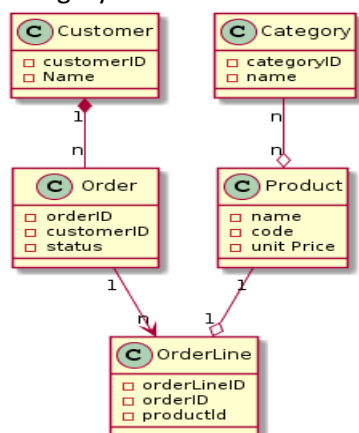 C Customer
customerID
Name
C Category
categoryID
name
1
n
n
n
C Order
orderID
customerID
status
C Product
name
code
unit Price
1
n
1
1
C OrderLine
orderLineID
orderID
productId